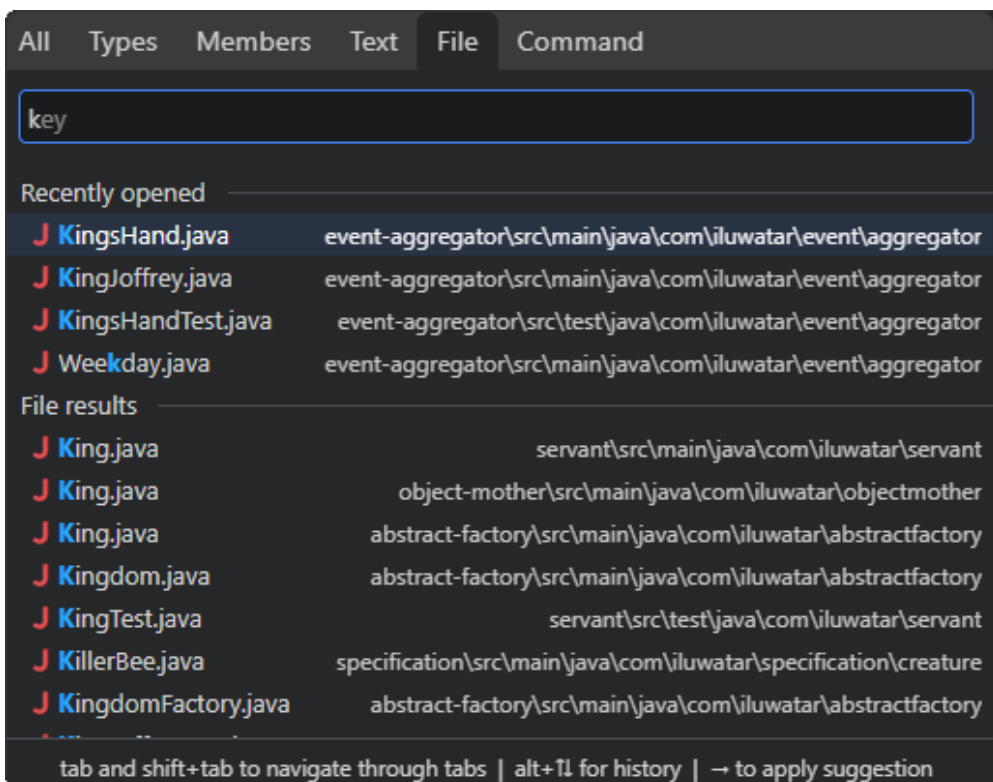 All Types Members Text File Command
key
Recently opened
J KingsHand.java event-aggregator\src\main\java\com\iluwatar\event\aggregator
J KingJoffrey.java event-aggregator\src\main\java\com\iluwatar\event\aggregator
J KingsHandTest.java event-aggregator\src\test\java\com\iluwatar\event\aggregator
J Weekday.java event-aggregator\src\main\java\com\iluwatar\event\aggregator
File results
J King.java servant\src\main\java\com\iluwatar\servant
J King.java object-mother\src\main\java\com\iluwatar\objectmother
J King.java abstract-factory\src\main\java\com\iluwatar\abstractfactory
J Kingdom.java abstract-factory\src\main\java\com\iluwatar\abstractfactory
J KingTest.java servant\src\test\java\com\iluwatar\servant
J KillerBee.java specification\src\main\java\com\iluwatar\specification\creature
J KingdomFactory.java abstract-factory\src\main\java\com\iluwatar\abstractfactory
tab and shift+tab to navigate through tabs | alt+⇅ for history | → to apply suggestion